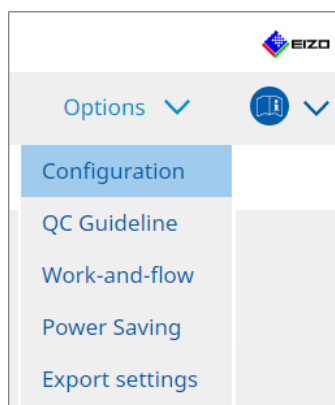 EIZO
Options
Configuration
QC Guideline
Work-and-flow
Power Saving
Export settings